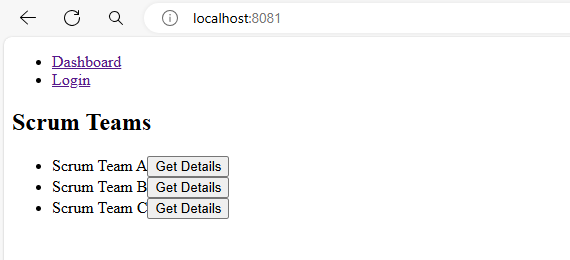 localhost:8081
Dashboard
Login
Scrum Teams
Scrum Team A Get Details
Scrum Team B Get Details
Scrum Team C Get Details